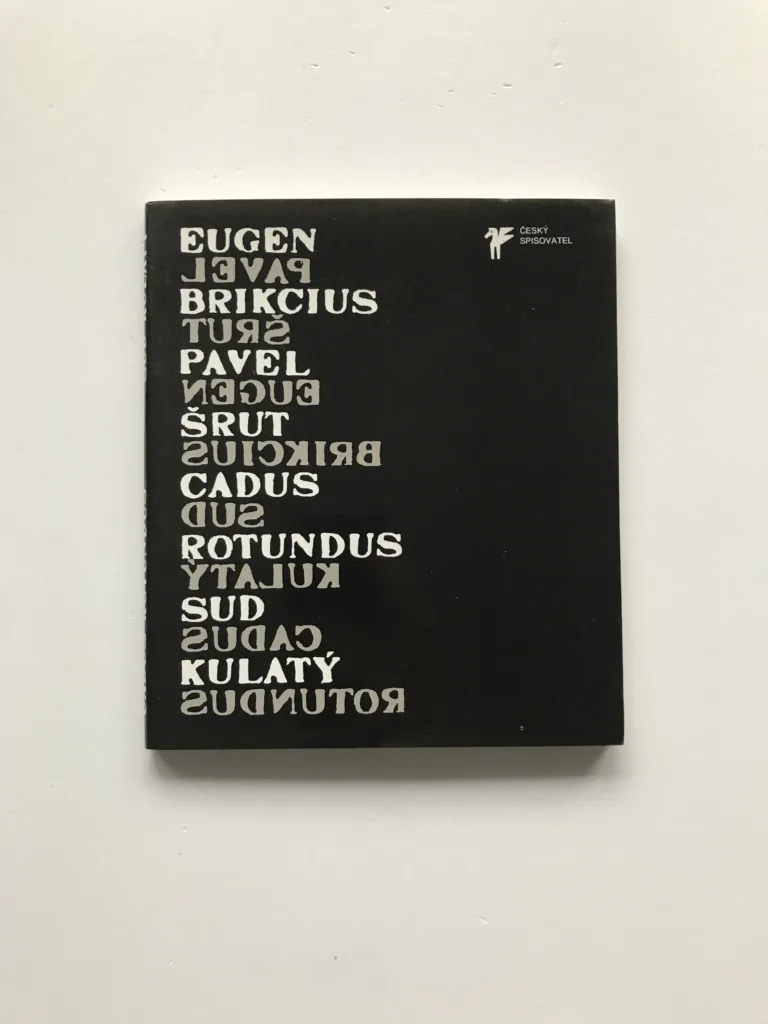 EUGEN
PAVEL
BRIKCIUS
ŠRUT
PAVEL
EUGEN
ŠRUT
BRIKCIUS
CADUS
SUD
ROTUNDUS
KULATÝ
SUD
CADUS
KULATÝ
ROTUNDUS
ČESKÝ
SPISOVATEL